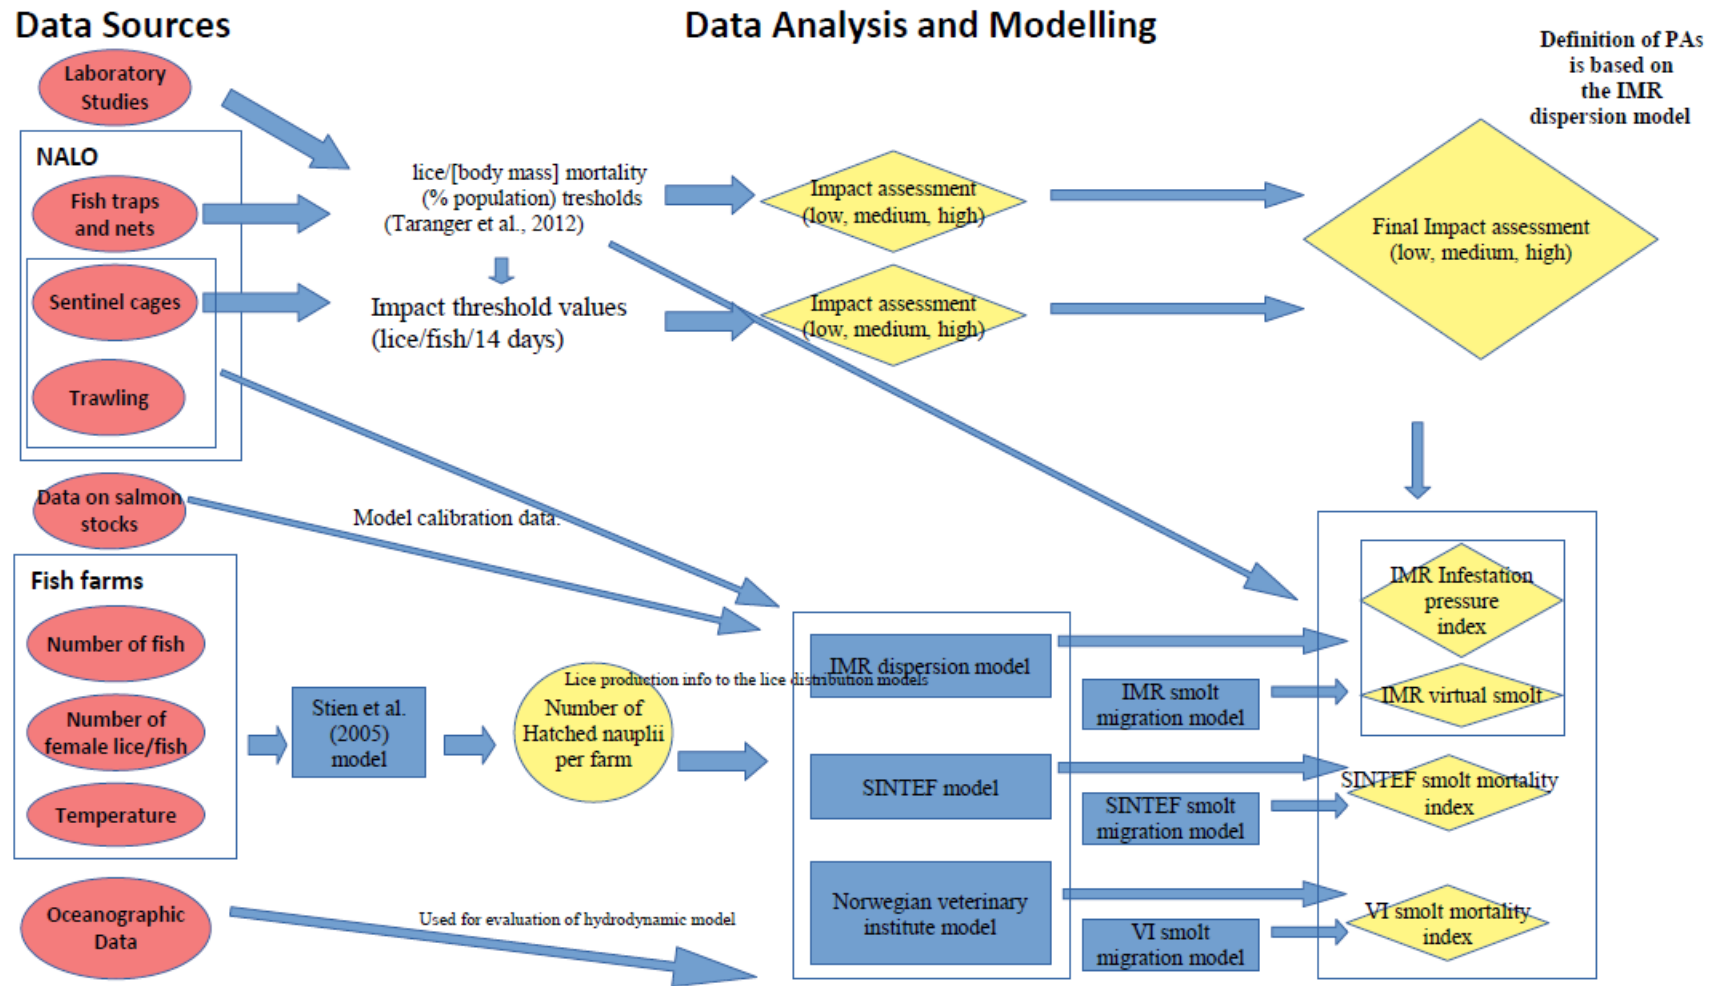 Data Sources
Data Analysis and Modelling
Definition of PAs
is based on
the IMR
dispersion model
Laboratory
Studies
NALO
Fish traps
and nets
Sentinel cages
Trawling
lice/[body mass] mortality
(% population) tresholds
(Taranger et al., 2012)
Impact threshold values
(lice/fish/14 days)
Impact assessment
(low, medium, high)
Impact assessment
(low, medium, high)
Final Impact assessment
(low, medium, high)
Data on salmon
stocks
Model calibration data.
Fish farms
Number of fish
Number of
female lice/fish
Temperature
Stien et al.
(2005)
model
Lice production info to the lice distribution models
Number of
Hatched nauplii
per farm
IMR dispersion model
SINTEF model
Norwegian veterinary
institute model
IMR smolt
migration model
SINTEF smolt
migration model
VI smolt
migration model
IMR Infestation
pressure
index
IMR virtual smolt
SINTEF smolt mortality
index
VI smolt mortality
index
Oceanographic
Data
Used for evaluation of hydrodynamic model